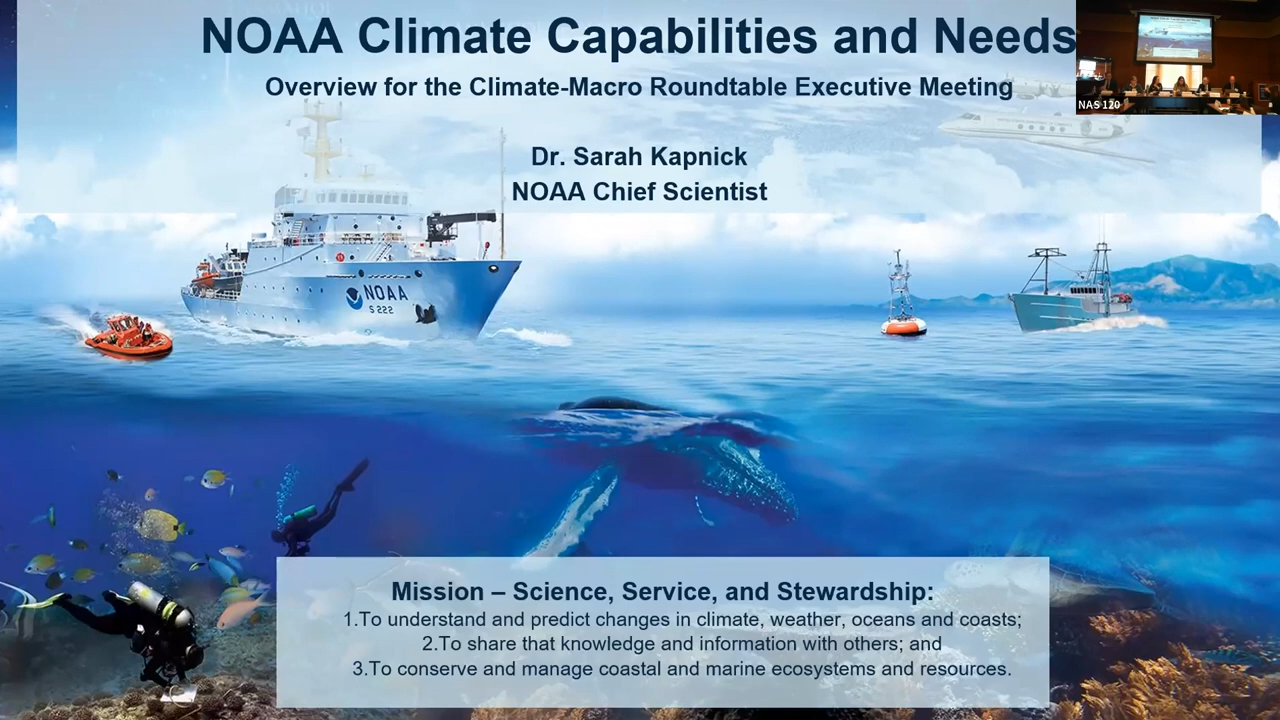 NOAA Climate Capabilities and Needs
Overview for the Climate-Macro Roundtable Executive Meeting
Dr. Sarah Kapnick
NOAA Chief Scientist
NAS 120
NOAA
S 222
Mission – Science, Service, and Stewardship:
1.To understand and predict changes in climate, weather, oceans and coasts;
2.To share that knowledge and information with others; and
3.To conserve and manage coastal and marine ecosystems and resources.